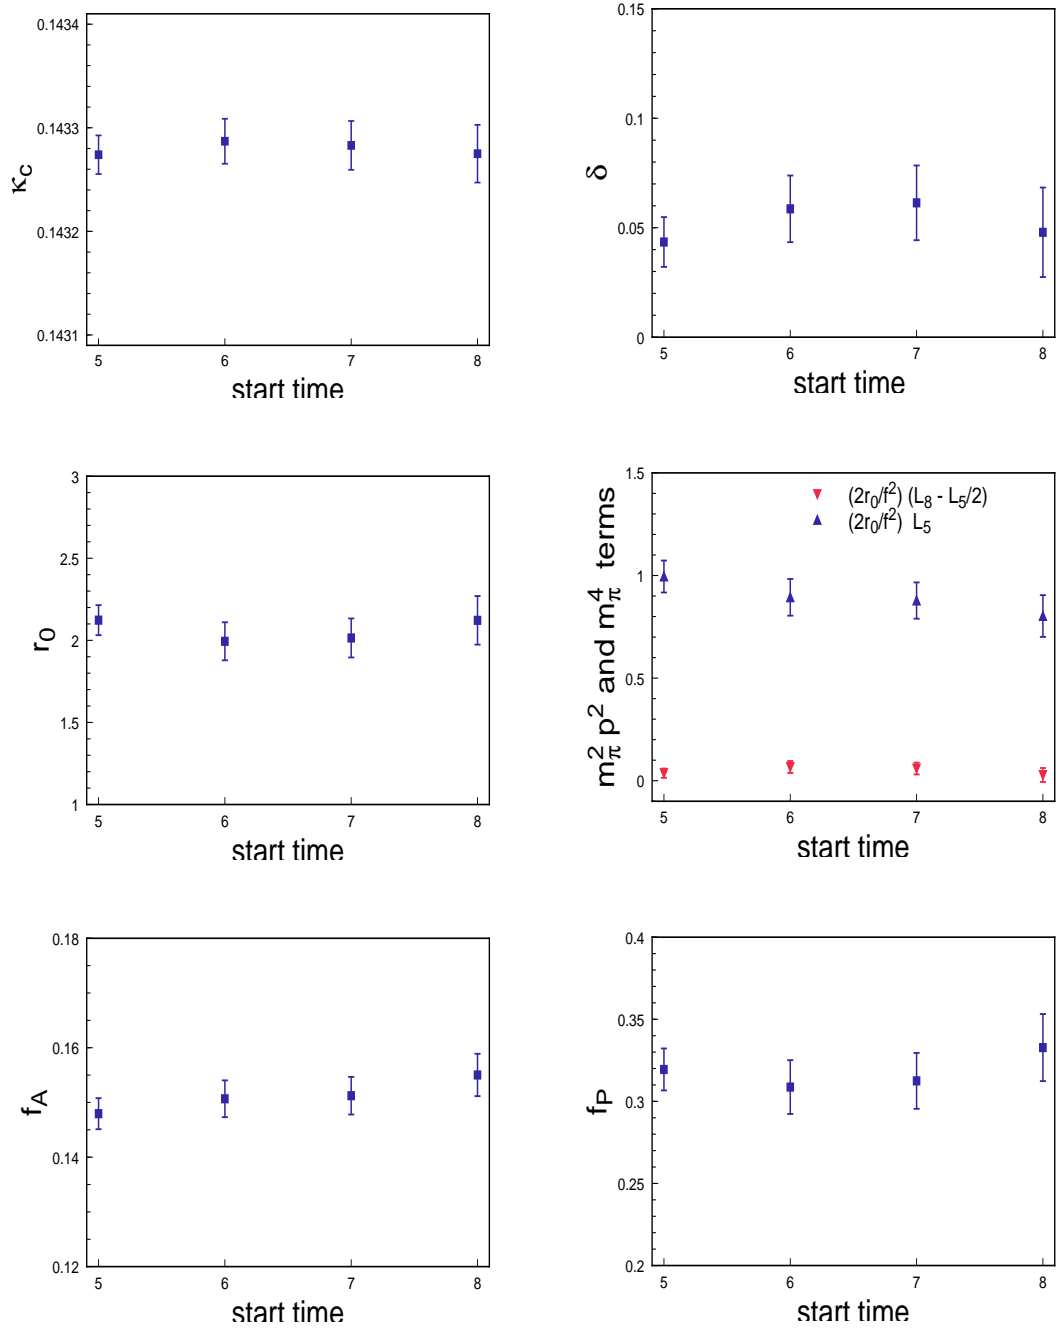 0.1434
0.1433
0.1432
0.1431
κc
5 6 7 8
start time
0.15
0.1
0.05
0
δ
5 6 7 8
start time
3
2.5
2
1.5
1
r0
5 6 7 8
start time
1.5
1
0.5
0
mπ² p² and mπ⁴ terms
(2r0/f²) (L8 - L5/2)
(2r0/f²) L5
5 6 7 8
start time
0.18
0.16
0.14
0.12
fA
5 6 7 8
start time
0.4
0.35
0.3
0.25
0.2
fP
5 6 7 8
start time